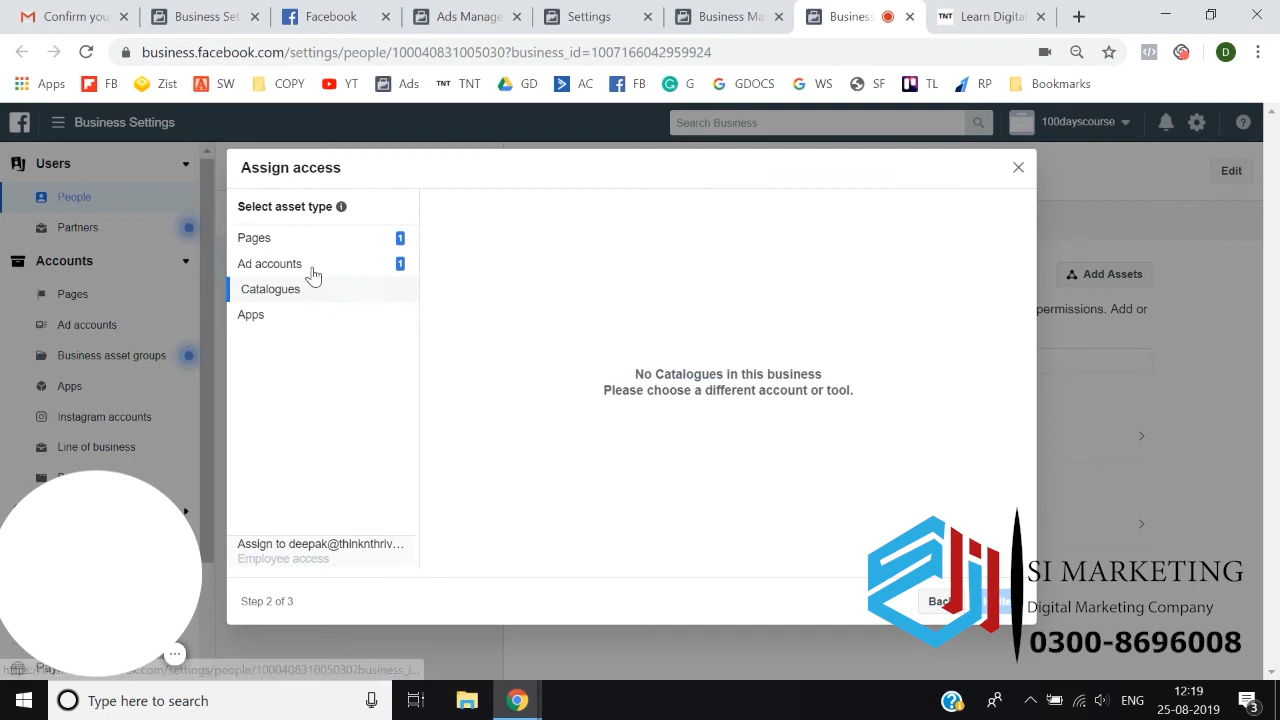 Gmail
Confirm you
Business Set
Facebook
Ads Manage
Settings
Business Ma
Business
TNT
Learn Digital
business.facebook.com/settings/people/100040831005030?business_id=1007166042959924
D
Apps
FB
Zist
SW
COPY
YT
Ads
TNT
TNT
GD
AC
FB
G
GDOCS
WS
SF
TL
RP
Bookmarks
Business Settings
Search Business
100dayscourse
Users
People
Partners
Accounts
Pages
Ad accounts
Business asset groups
Apps
Instagram accounts
Line of business
Edit
Add Assets
permissions. Add or
Assign access
Select asset type
Pages
1
Ad accounts
1
Catalogues
Apps
No Catalogues in this business
Please choose a different account or tool.
Assign to deepak@thinknthriv…
Employee access
Step 2 of 3
SI MARKETING
Digital Marketing Company
0300-8696008
Type here to search
ENG
12:19
25-08-2019
3